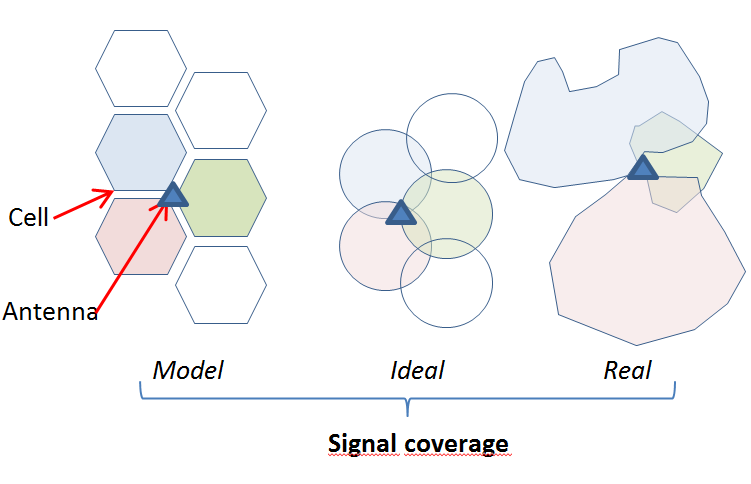 Cell
Antenna
Model Ideal Real
Signal coverage